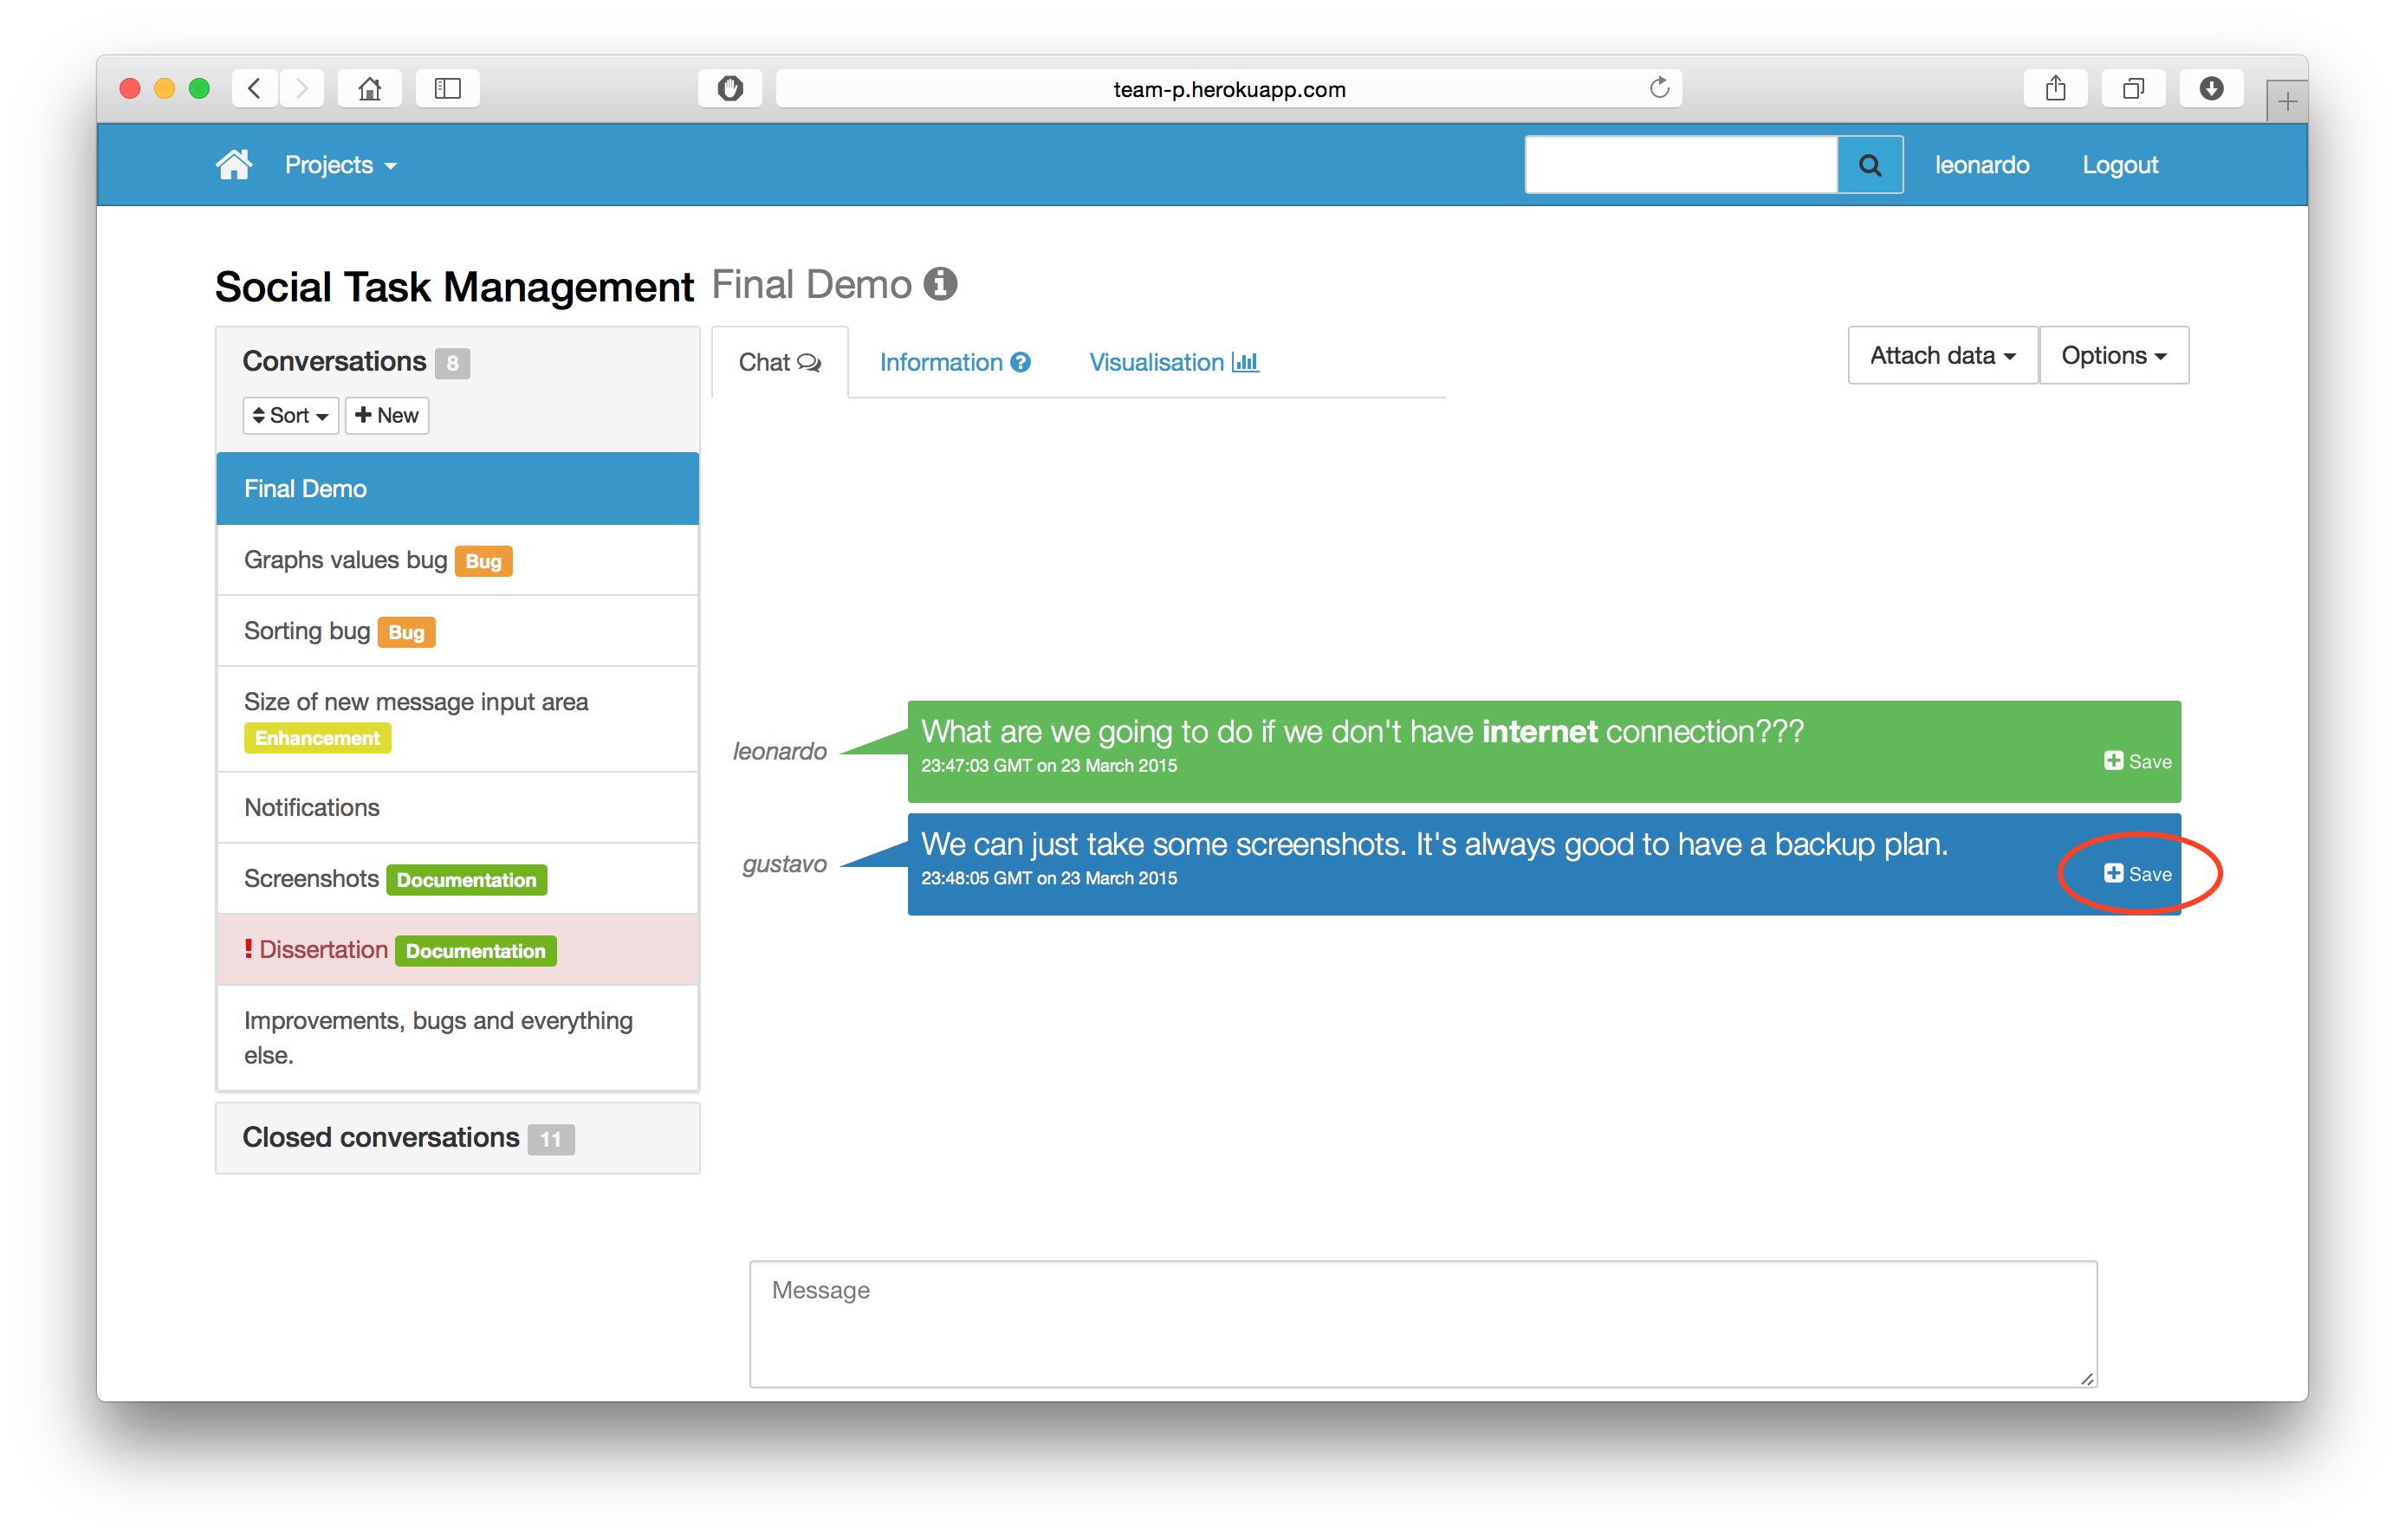 team-p.herokuapp.com
Projects
leonardo
Logout
Social Task Management
Final Demo
Conversations 8
Sort
New
Final Demo
Graphs values bug Bug
Sorting bug Bug
Size of new message input area
Enhancement
Notifications
Screenshots Documentation
! Dissertation Documentation
Improvements, bugs and everything
else.
Closed conversations 11
Chat
Information
Visualisation
Attach data
Options
leonardo
What are we going to do if we don't have internet connection???
23:47:03 GMT on 23 March 2015
Save
gustavo
We can just take some screenshots. It's always good to have a backup plan.
23:48:05 GMT on 23 March 2015
Save
Message